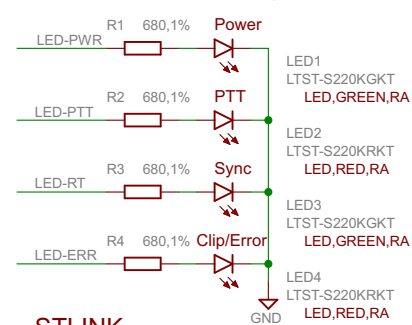 R1 680,1% Power
LED-PWR
LED1
LTST-S220KGKT
LED,GREEN,RA
R2 680,1% PTT
LED-PTT
LED2
LTST-S220KRKT
LED,RED,RA
R3 680,1% Sync
LED-RT
LED3
LTST-S220KGKT
LED,GREEN,RA
R4 680,1% Clip/Error
LED-ERR
LED4
LTST-S220KRKT
LED,RED,RA
GND
STLINK